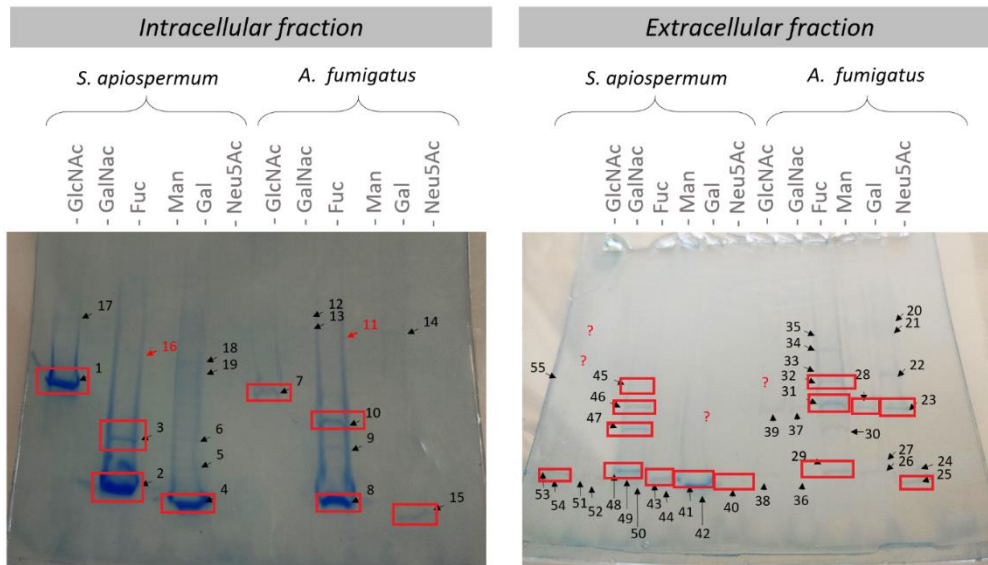 Intracellular fraction
Extracellular fraction
S. apiospermum
A. fumigatus
S. apiospermum
A. fumigatus
- GlcNAc
- GalNac
- Fuc
- Man
- Gal
- Neu5Ac
- GlcNAc
- GalNac
- Fuc
- Man
- Gal
- Neu5Ac
- GlcNAc
- GalNac
- Fuc
- Man
- Gal
- Neu5Ac
- GlcNAc
- GalNac
- Fuc
- Man
- Gal
- Neu5Ac
17
16
1
3
2
18
19
6
5
4
7
12
13
11
14
10
9
8
15
?
?
55
45
46
47
?
?
53
54
51
52
48
49
50
43
44
41
42
40
38
39
37
36
35
34
33
32
31
28
30
29
20
21
22
23
27
26
24
25